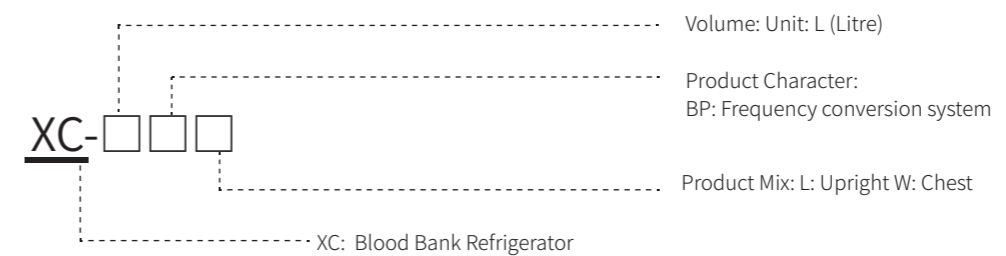 Volume: Unit: L (Litre)
Product Character:
BP: Frequency conversion system
XC-□□□
Product Mix: L: Upright W: Chest
XC: Blood Bank Refrigerator